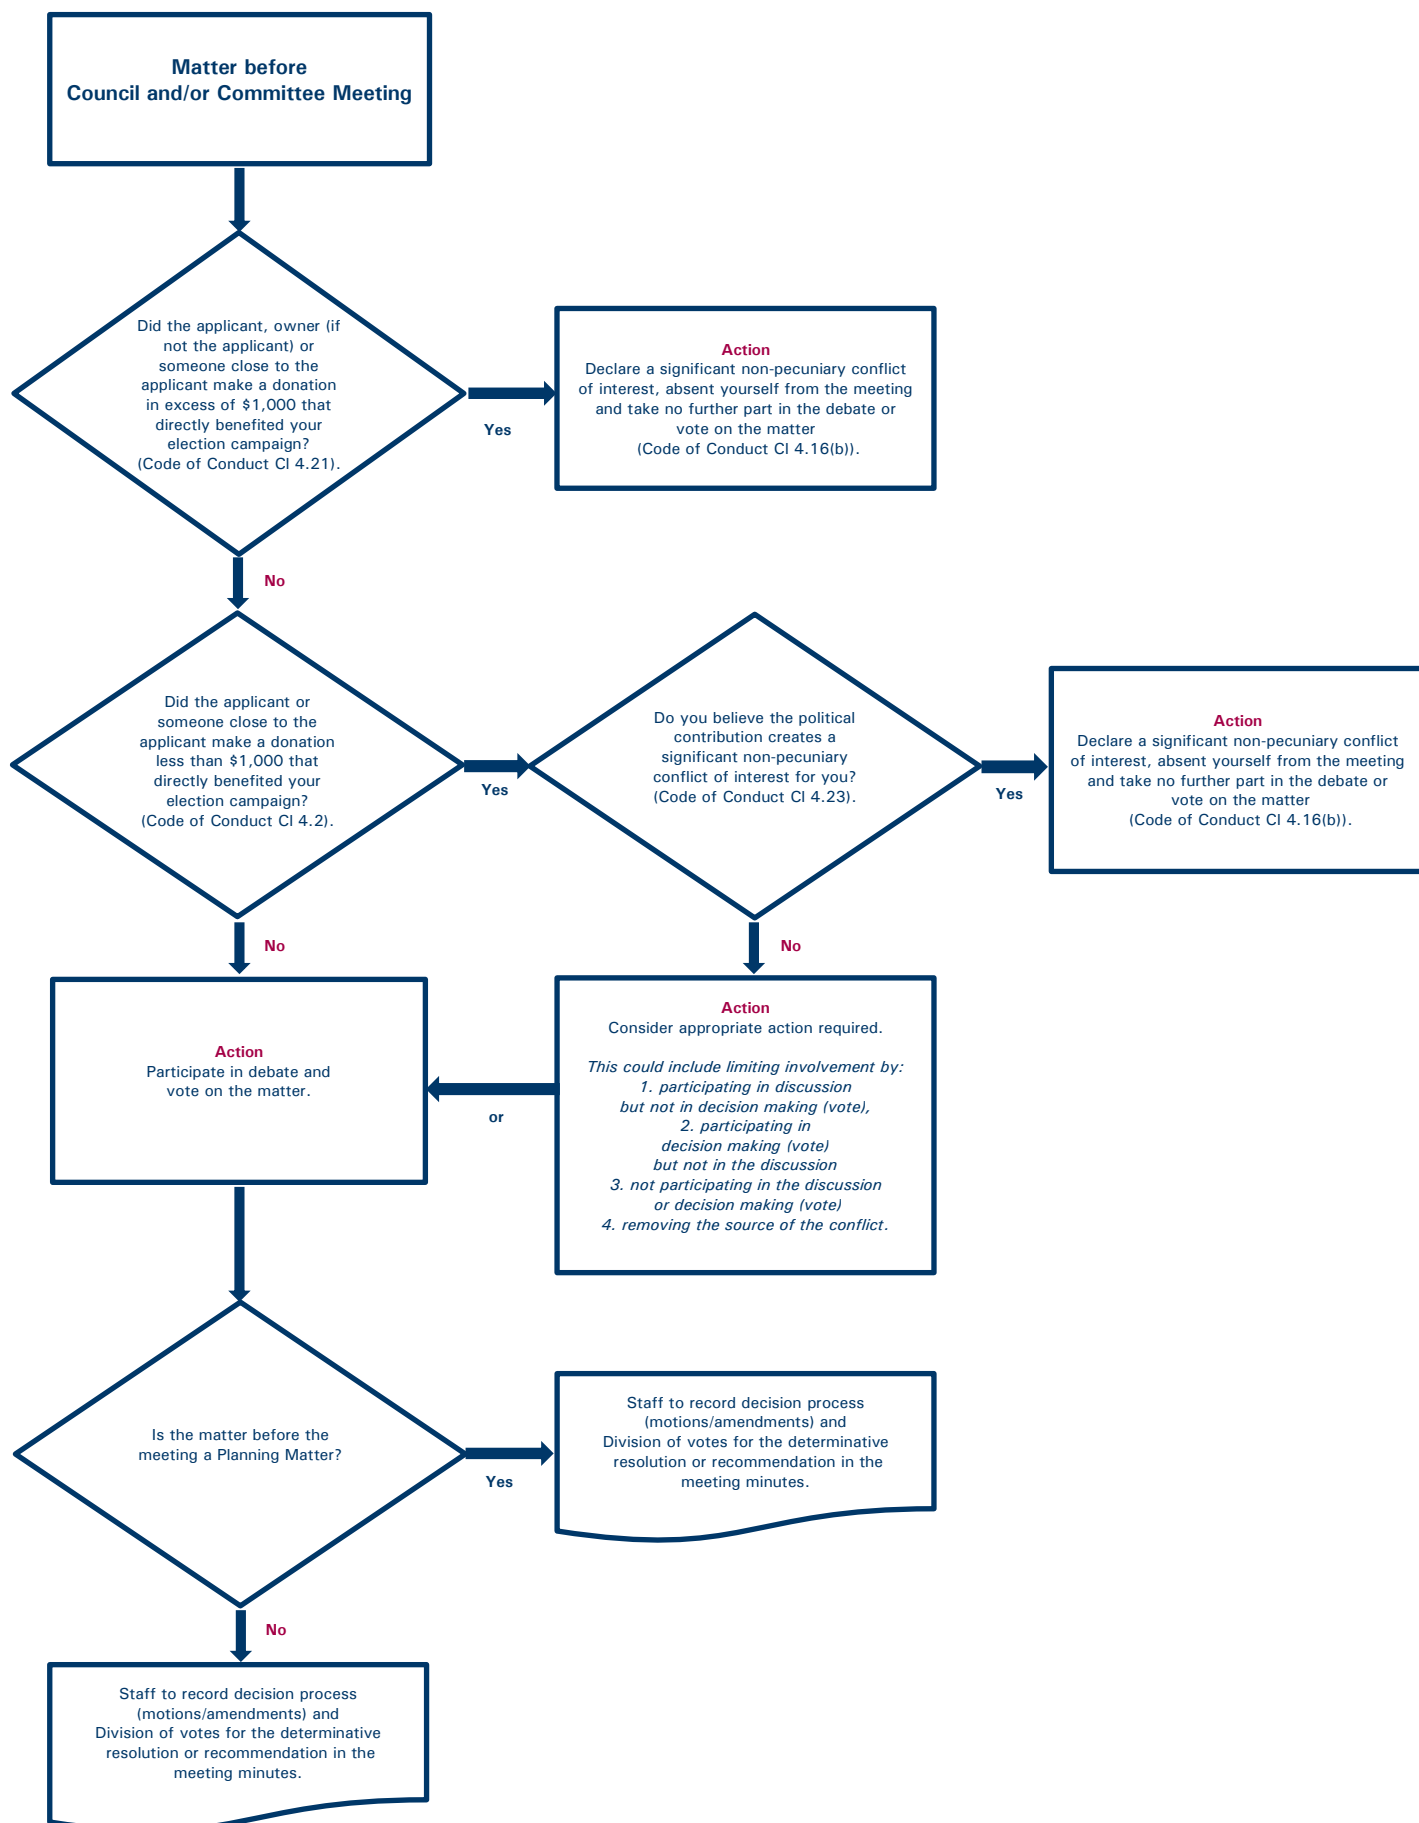 Matter before
Council and/or Committee Meeting
Did the applicant, owner (if
not the applicant) or
someone close to the
applicant make a donation
in excess of $1,000 that
directly benefited your
election campaign?
(Code of Conduct Cl 4.21).
Yes
Action
Declare a significant non-pecuniary conflict
of interest, absent yourself from the meeting
and take no further part in the debate or
vote on the matter
(Code of Conduct Cl 4.16(b)).
No
Did the applicant or
someone close to the
applicant make a donation
less than $1,000 that
directly benefited your
election campaign?
(Code of Conduct Cl 4.2).
Yes
Do you believe the political
contribution creates a
significant non-pecuniary
conflict of interest for you?
(Code of Conduct Cl 4.23).
Yes
Action
Declare a significant non-pecuniary conflict
of interest, absent yourself from the meeting
and take no further part in the debate or
vote on the matter
(Code of Conduct Cl 4.16(b)).
No
No
Action
Participate in debate and
vote on the matter.
or
Action
Consider appropriate action required.
This could include limiting involvement by:
1. participating in discussion
but not in decision making (vote),
2. participating in
decision making (vote)
but not in the discussion
3. not participating in the discussion
or decision making (vote)
4. removing the source of the conflict.
Is the matter before the
meeting a Planning Matter?
Yes
Staff to record decision process
(motions/amendments) and
Division of votes for the determinative
resolution or recommendation in the
meeting minutes.
No
Staff to record decision process
(motions/amendments) and
Division of votes for the determinative
resolution or recommendation in the
meeting minutes.